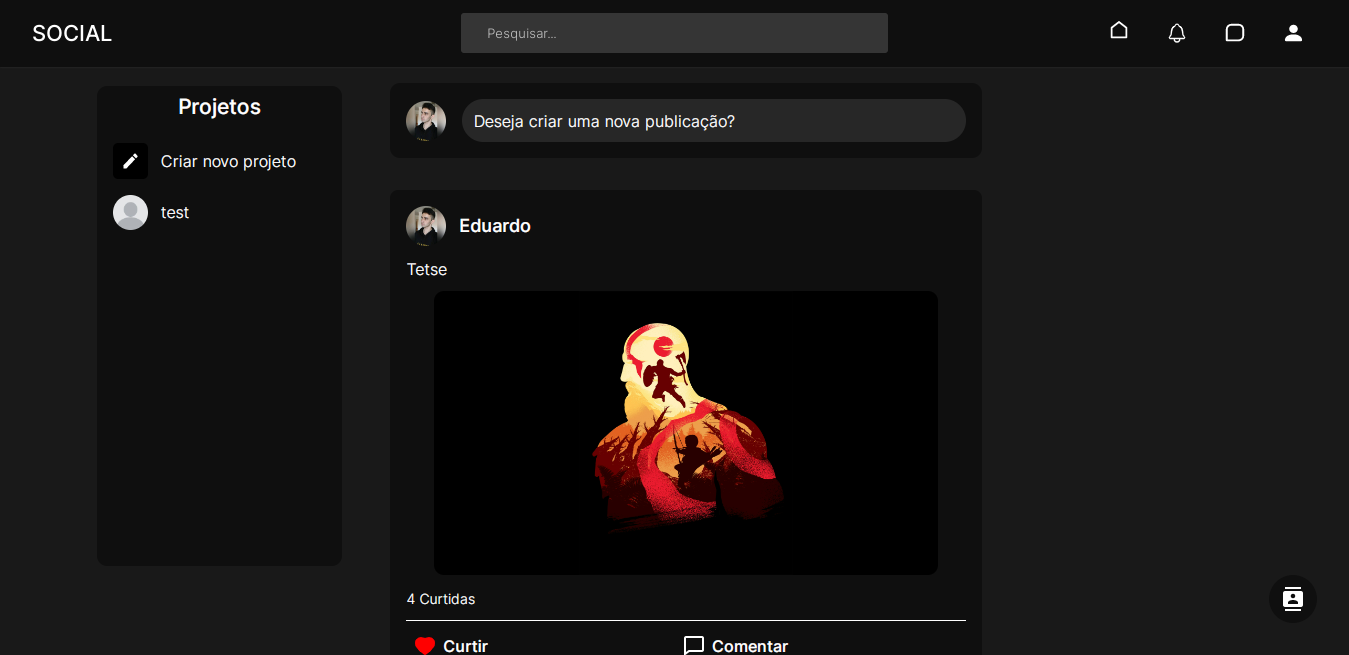 SOCIAL
Pesquisar...
Projetos
Criar novo projeto
test
Deseja criar uma nova publicação?
Eduardo
Tetse
4 Curtidas
Curtir
Comentar